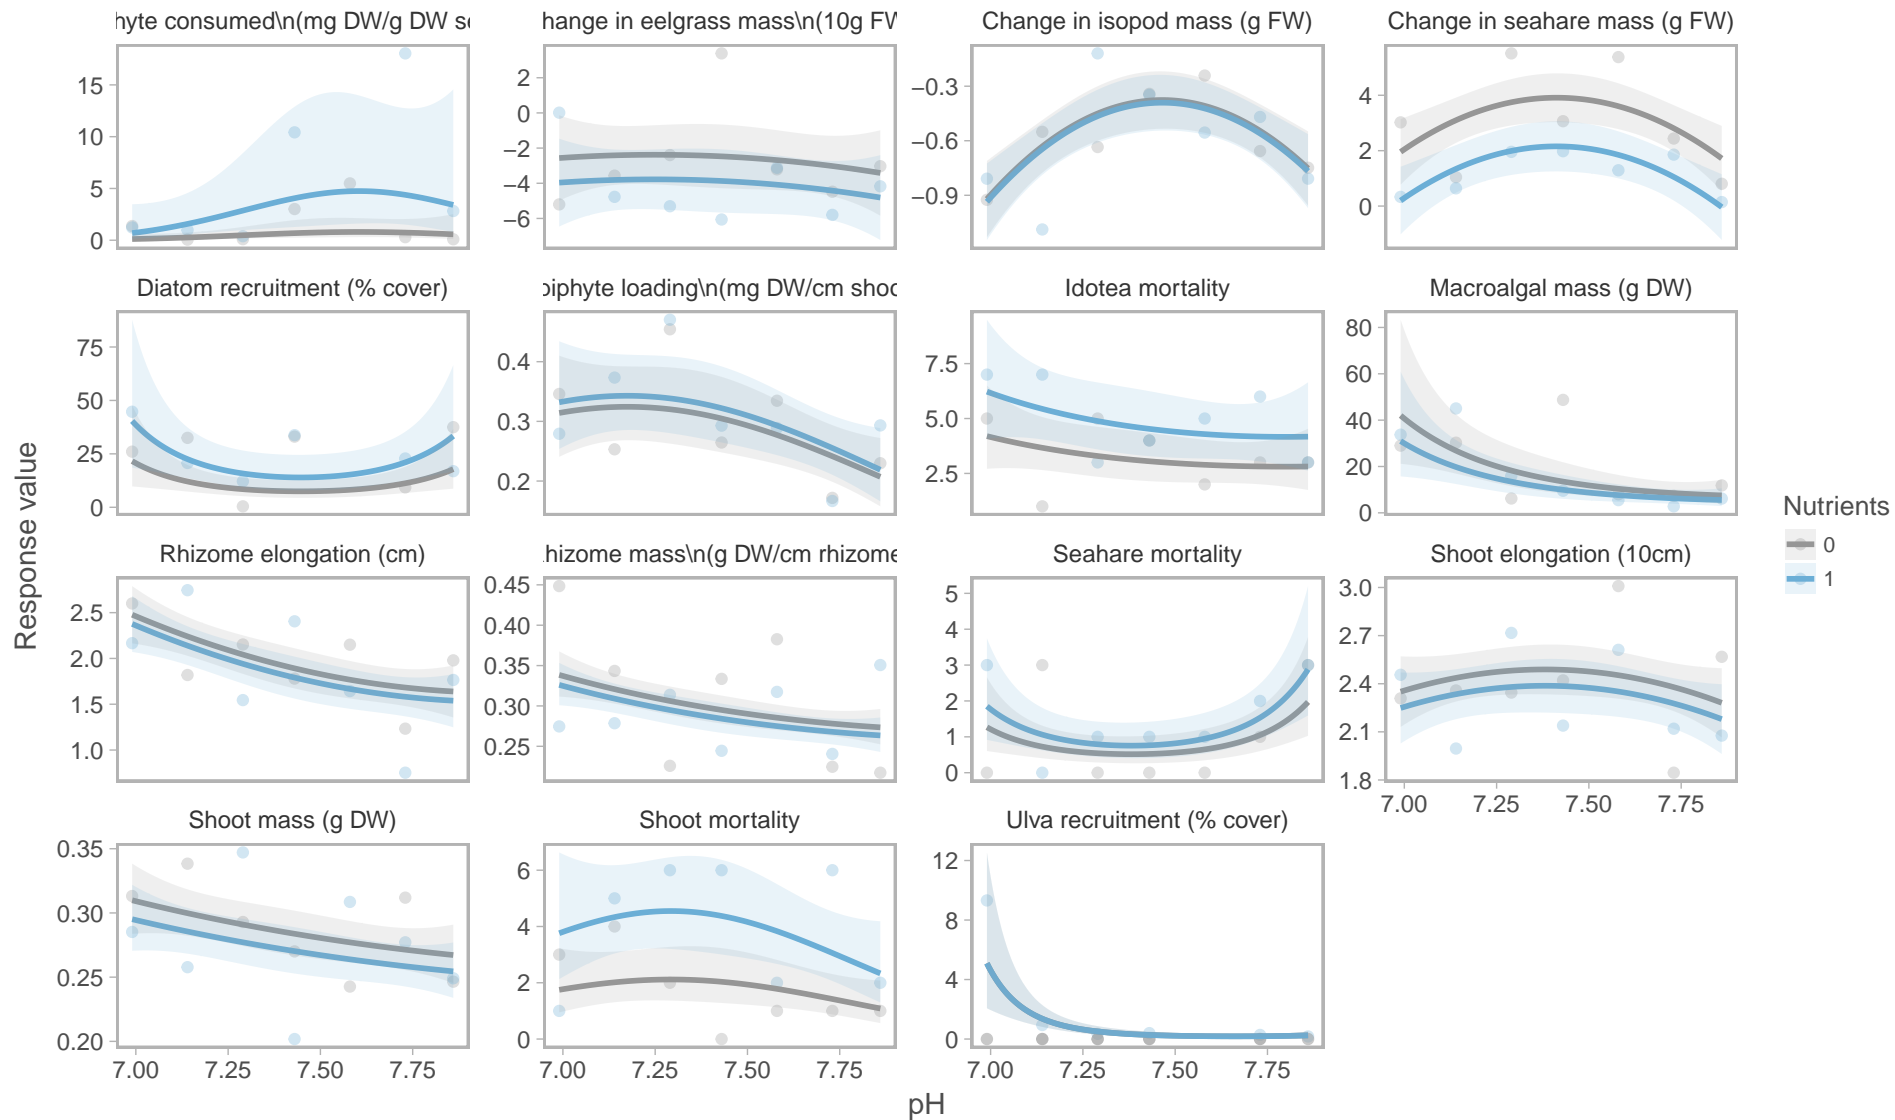 hyte consumed\n(mg DW/g DW se
hange in eelgrass mass\n(10g FW
Change in isopod mass (g FW)
Change in seahare mass (g FW)
15
10
5
0
2
0
−2
−4
−6
−0.3
−0.6
−0.9
4
2
0
Diatom recruitment (% cover)
piphyte loading\n(mg DW/cm shoo
Idotea mortality
Macroalgal mass (g DW)
75
50
25
0
0.4
0.3
0.2
7.5
5.0
2.5
80
60
40
20
0
Rhizome elongation (cm)
hizome mass\n(g DW/cm rhizome
Seahare mortality
Shoot elongation (10cm)
2.5
2.0
1.5
1.0
0.45
0.40
0.35
0.30
0.25
5
4
3
2
1
0
3.0
2.7
2.4
2.1
1.8
7.00 7.25 7.50 7.75
Shoot mass (g DW)
Shoot mortality
Ulva recruitment (% cover)
0.35
0.30
0.25
0.20
6
4
2
0
12
8
4
0
7.00 7.25 7.50 7.75
7.00 7.25 7.50 7.75
7.00 7.25 7.50 7.75
pH
Response value
Nutrients
0
1